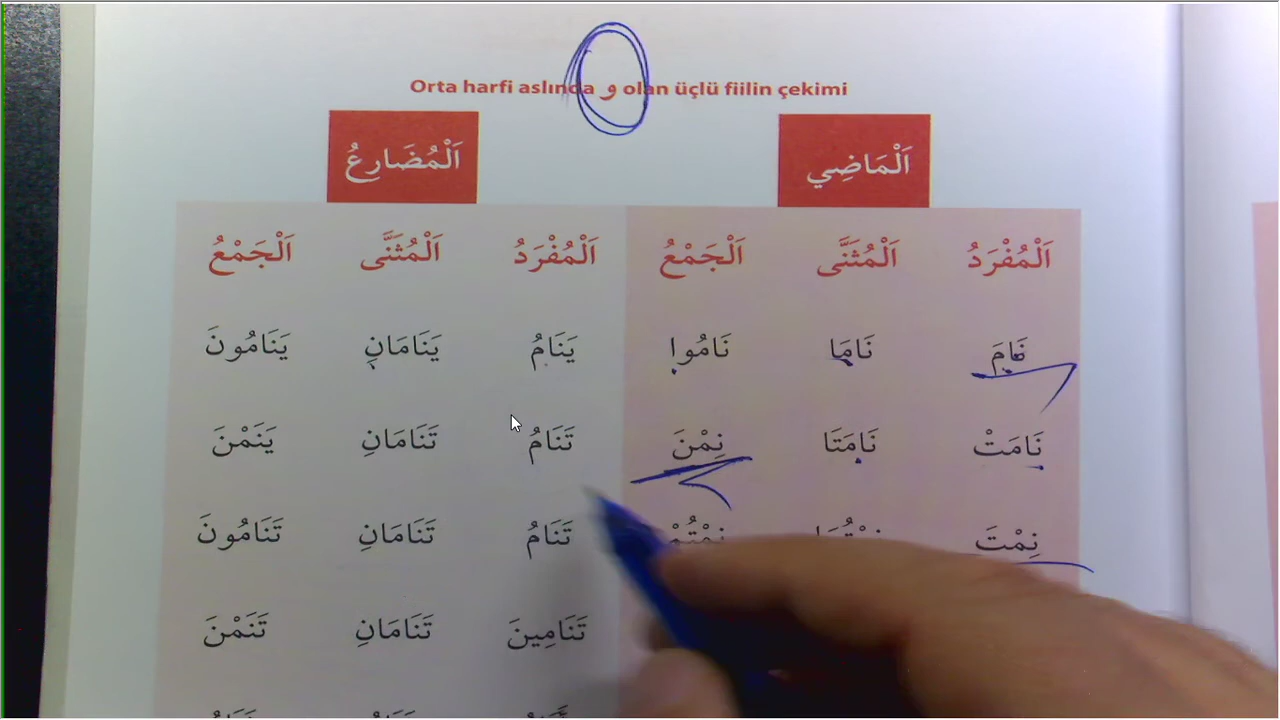 Orta harfi aslında و olan üçlü fiilin çekimi
اَلْمَاضِي اَلْمُضَارِعُ
اَلْمُفْرَدُ اَلْمُثَنَّى اَلْجَمْعُ اَلْمُفْرَدُ اَلْمُثَنَّى اَلْجَمْعُ
نَامَ نَامَا نَامُوا يَنَامُ يَنَامَانِ يَنَامُونَ
نَامَتْ نَامَتَا نِمْنَ تَنَامُ تَنَامَانِ يَنَمْنَ
نِمْتَ نِمْتُمْ تَنَامُ تَنَامَانِ تَنَامُونَ
تَنَامِينَ تَنَامَانِ تَنَمْنَ